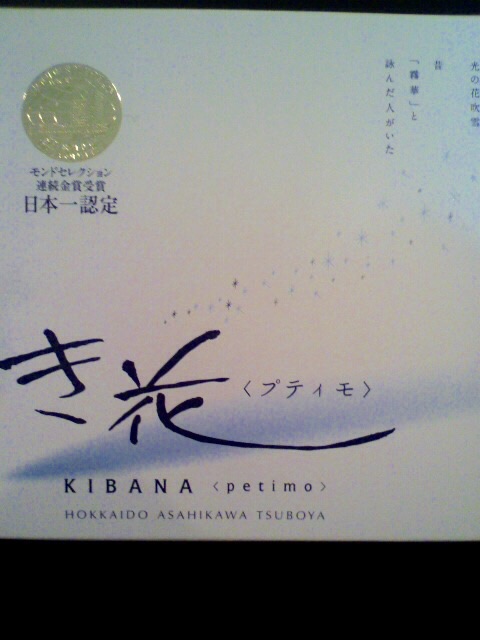 光の花吹雪
昔
「霧華」と
詠んだ人がいた
モンドセレクション
連続金賞受賞
日本一認定
き花
〈プティモ〉
KIBANA 〈petimo〉
HOKKAIDO ASAHIKAWA TSUBOYA